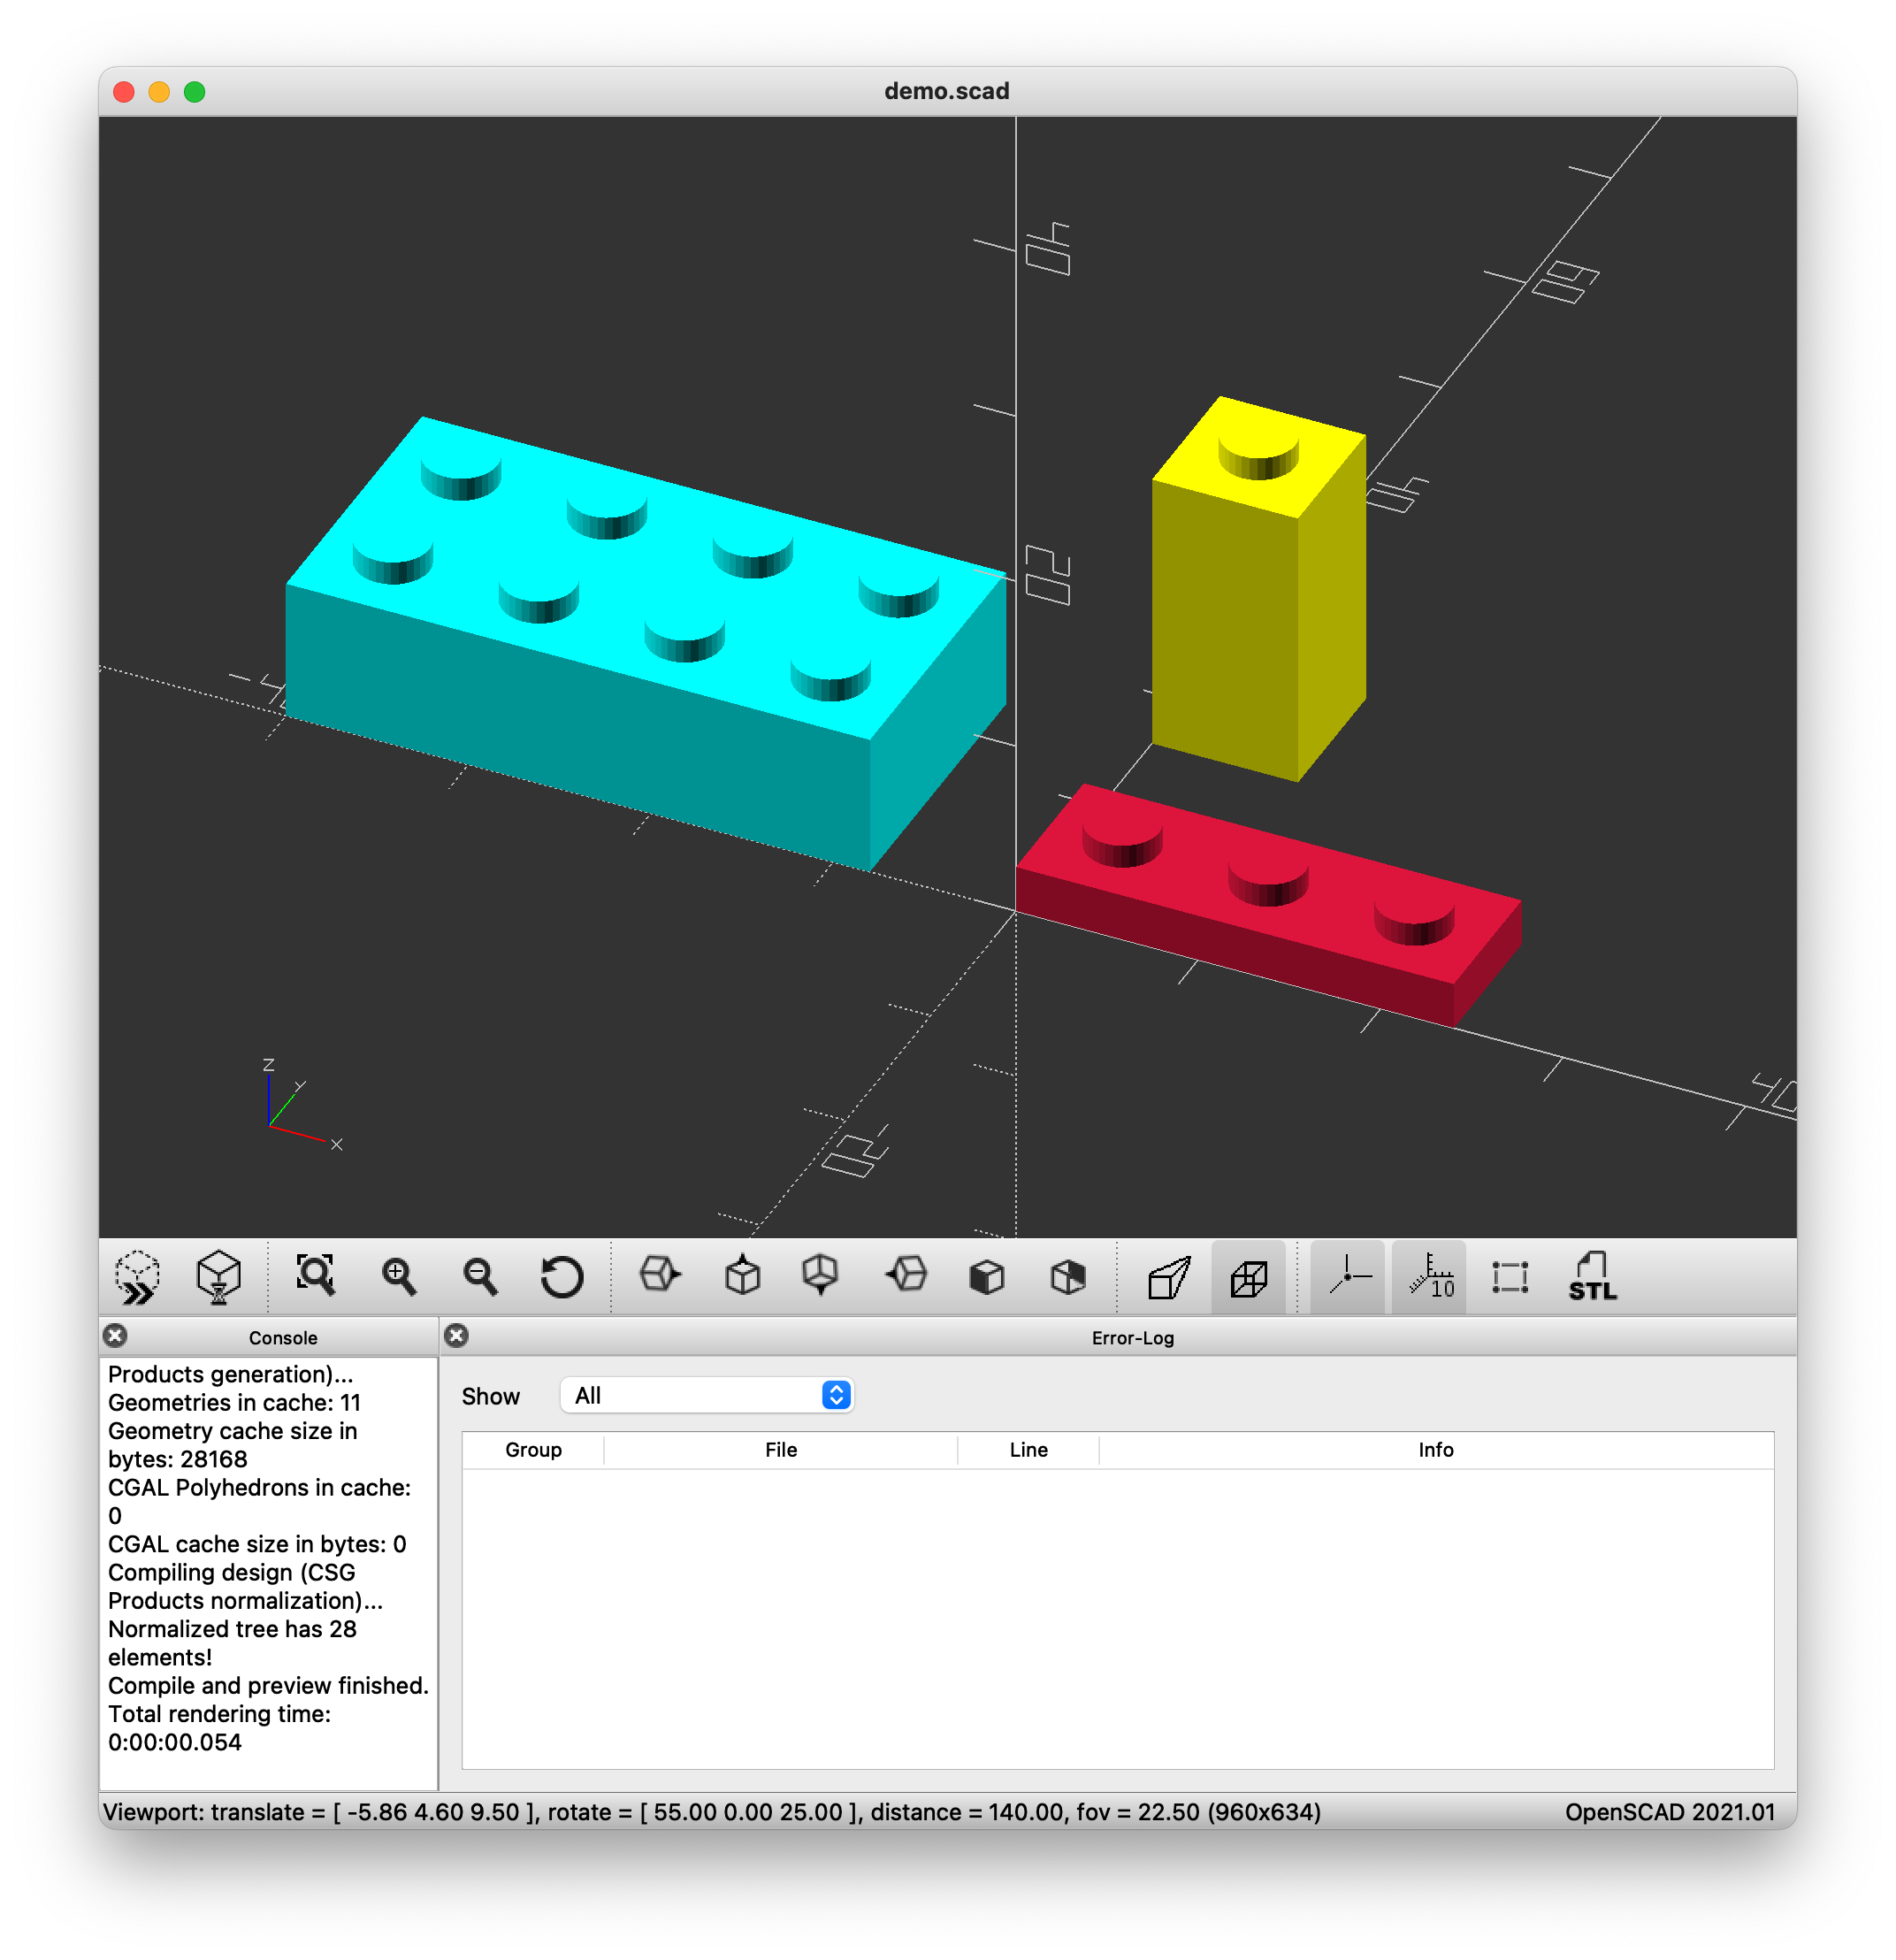 demo.scad
40
60
40
20
-20
40
Z
Y
X
10
STL
Console
Error-Log
Products generation)...
Geometries in cache: 11
Geometry cache size in
bytes: 28168
CGAL Polyhedrons in cache:
0
CGAL cache size in bytes: 0
Compiling design (CSG
Products normalization)...
Normalized tree has 28
elements!
Compile and preview finished.
Total rendering time:
0:00:00.054
Show
All
Group File Line Info
Viewport: translate = [ -5.86 4.60 9.50 ], rotate = [ 55.00 0.00 25.00 ], distance = 140.00, fov = 22.50 (960x634)
OpenSCAD 2021.01